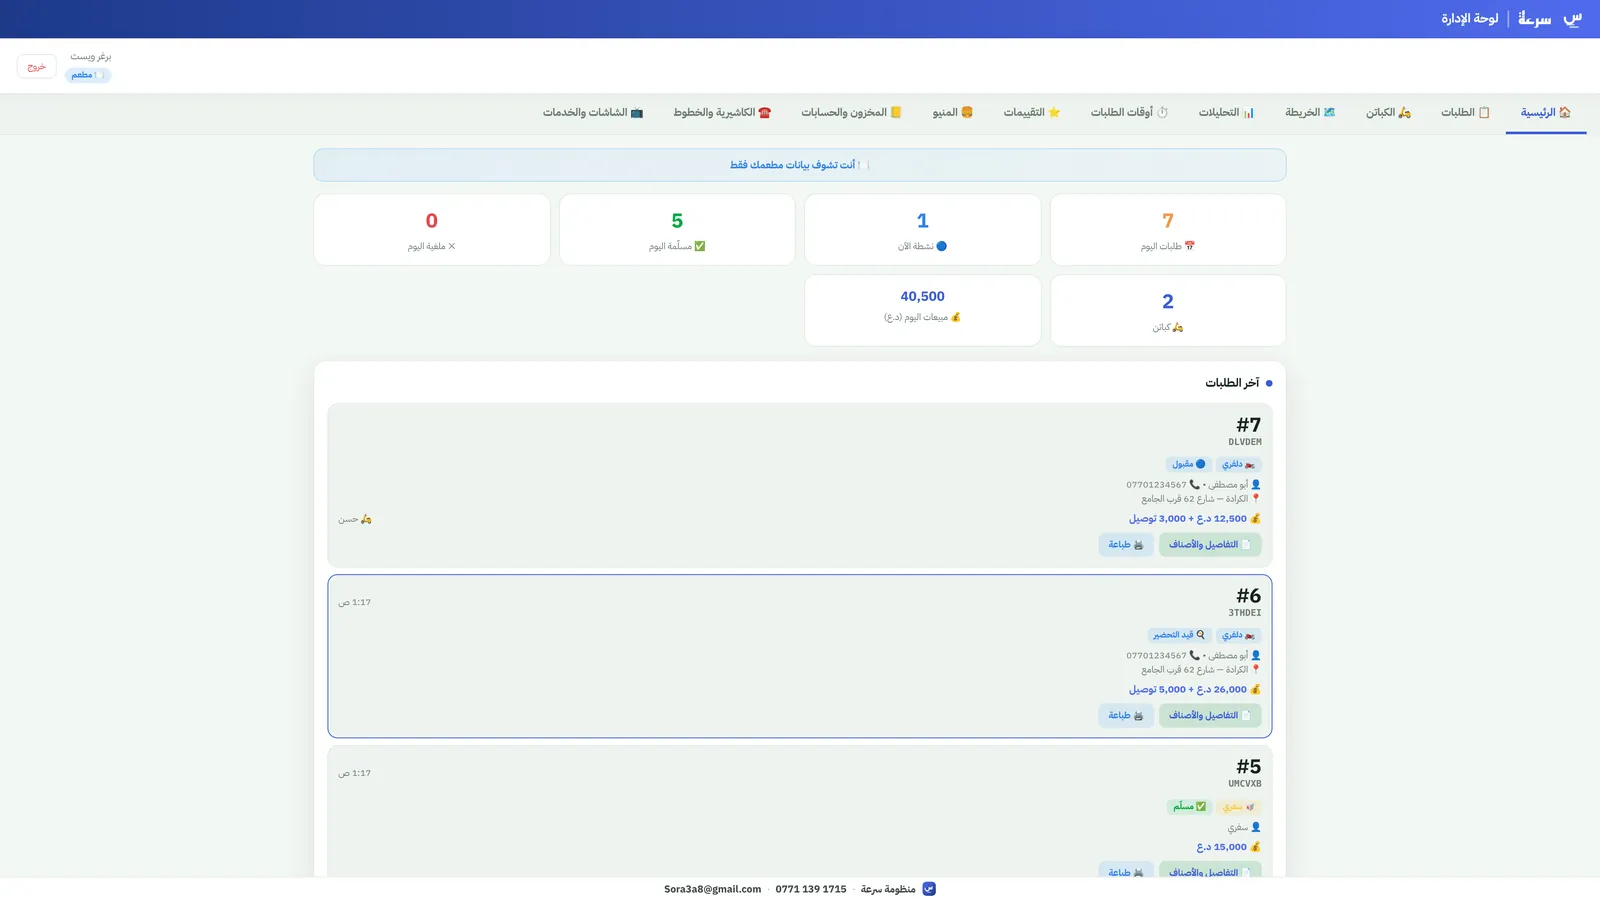 سرعة | لوحة الإدارة
برغر ويست
🍽️ مطعم
خروج
🏠 الرئيسية
📋 الطلبات
🛵 الكباتن
🗺️ الخريطة
📊 التحليلات
⏱️ أوقات الطلبات
⭐ التقييمات
🍔 المنيو
📒 المخزون والحسابات
☎️ الكاشيرية والخطوط
📺 الشاشات والخدمات
🍽️ أنت تشوف بيانات مطعمك فقط
7
📅 طلبات اليوم
1
🔵 نشطة الآن
5
✅ مسلّمة اليوم
0
✕ ملغية اليوم
2
🛵 كباتن
40,500
💰 مبيعات اليوم (د.ع)
آخر الطلبات
#7
DLVDEM
🏍️ دلفري 🔵 مقبول
👤 أبو مصطفى • 📞 07701234567
📍 الكرادة — شارع 62 قرب الجامع
💰 12,500 د.ع + 3,000 توصيل
🛵 حسن
📄 التفاصيل والأصناف
🖨️ طباعة
#6
1:17 ص
3THDEI
🏍️ دلفري 🍳 قيد التحضير
👤 أبو مصطفى • 📞 07701234567
📍 الكرادة — شارع 62 قرب الجامع
💰 26,000 د.ع + 5,000 توصيل
📄 التفاصيل والأصناف
🖨️ طباعة
#5
1:17 ص
UMCVXB
🥡 سفري ✅ مسلّم
👤 سفري
💰 15,000 د.ع
📄 التفاصيل والأصناف
🖨️ طباعة
س منظومة سرعة · 0771 139 1715 · Sora3a8@gmail.com